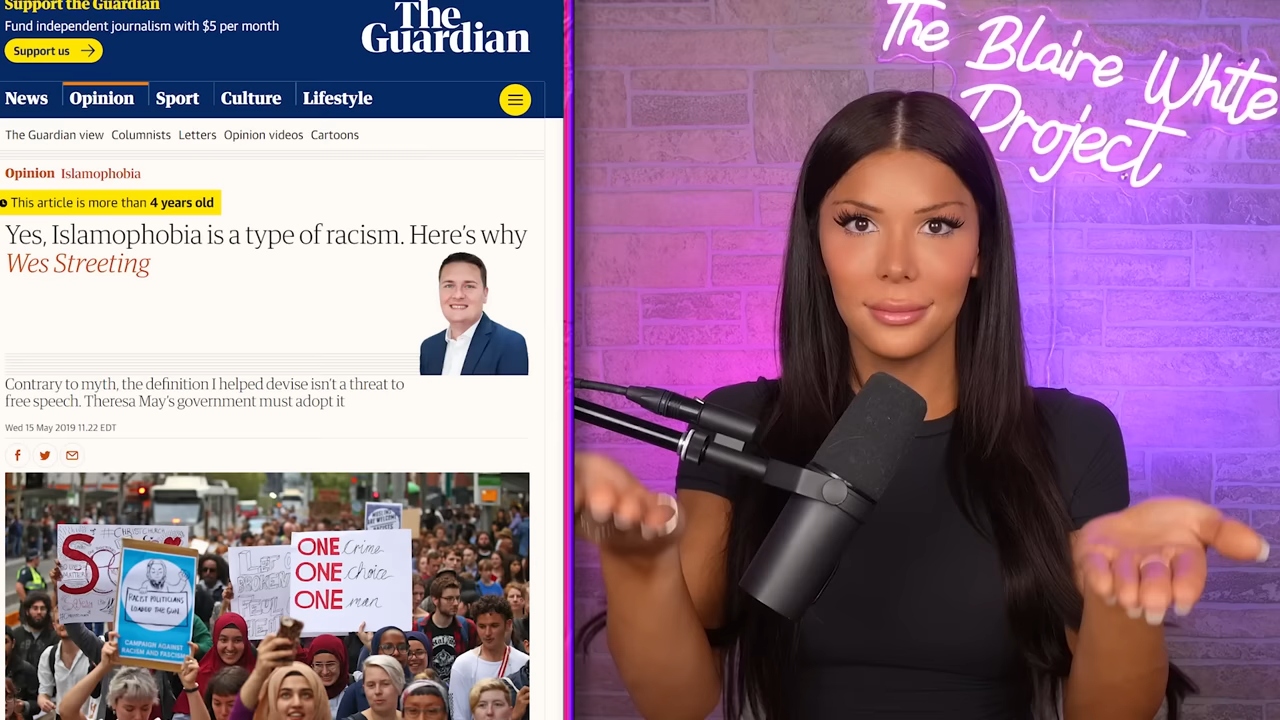 Support the Guardian
Fund independent journalism with $5 per month
Support us
The
Guardian
News
Opinion
Sport
Culture
Lifestyle
The Guardian view
Columnists
Letters
Opinion videos
Cartoons
Opinion Islamophobia
This article is more than 4 years old
Yes, Islamophobia is a type of racism. Here's why
Wes Streeting
Contrary to myth, the definition I helped devise isn't a threat to
free speech. Theresa May's government must adopt it
Wed 15 May 2019 11.22 EDT
ONE crime
ONE choice
ONE man
RACIST POLITICIANS
LOADED THE GUN
CAMPAIGN AGAINST
RACISM AND FASCISM
The Blaire White
Project